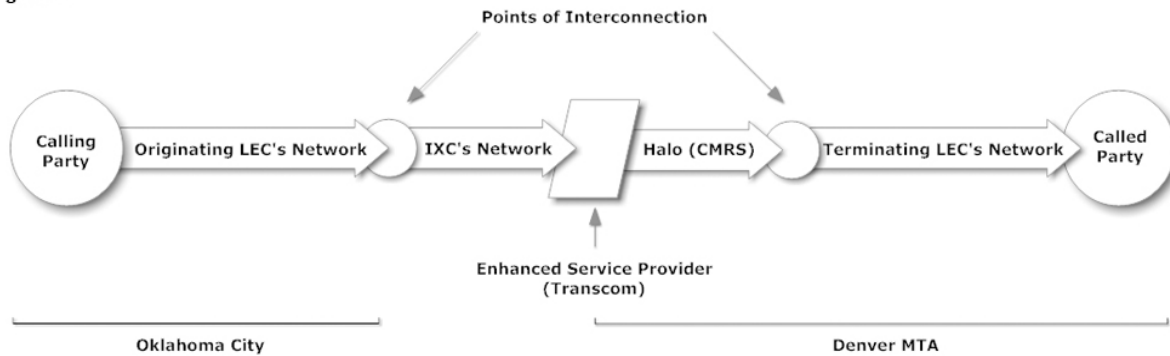 Points of Interconnection
Calling
Party
Originating LEC's Network
IXC's Network
Halo (CMRS)
Terminating LEC's Network
Called
Party
Enhanced Service Provider
(Transcom)
Oklahoma City
Denver MTA